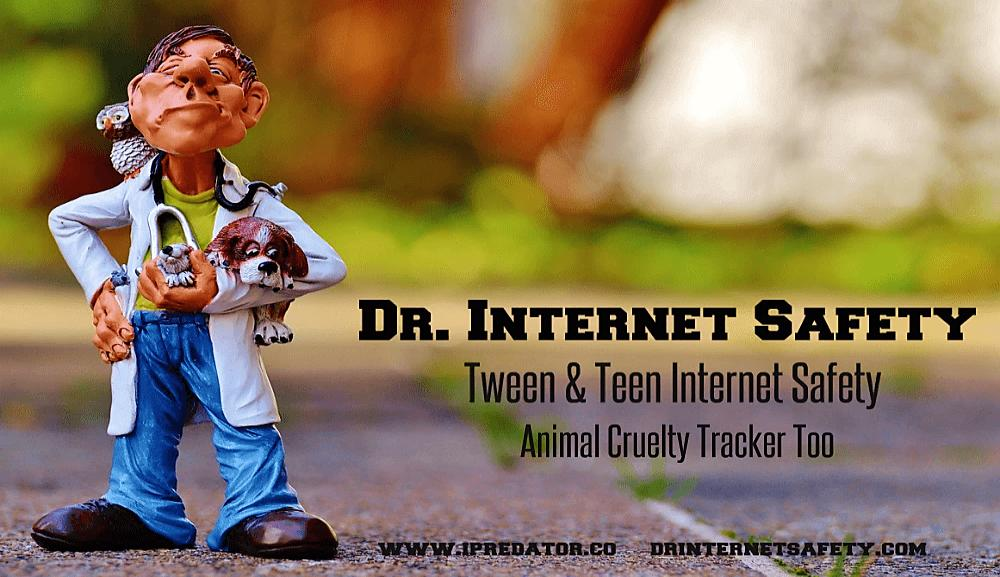 Dr. Internet Safety
Tween & Teen Internet Safety
Animal Cruelty Tracker Too
www.ipredator.co drinternetsafety.com